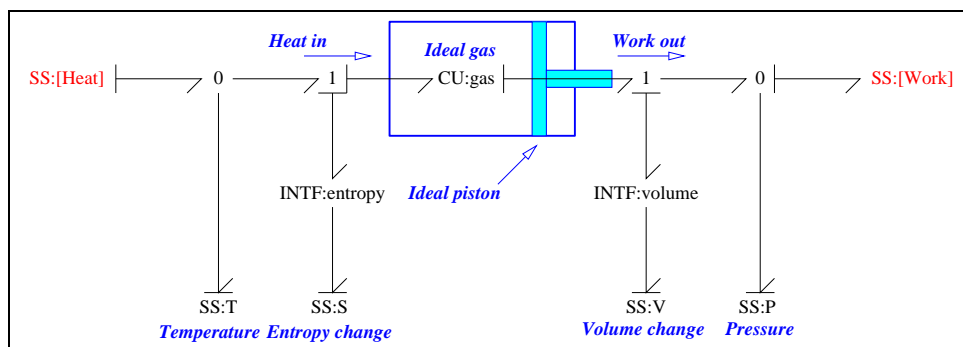 Heat in
Ideal gas
Work out
SS:[Heat]
0
1
CU:gas
1
0
SS:[Work]
INTF:entropy
Ideal piston
INTF:volume
SS:T
SS:S
SS:V
SS:P
Temperature
Entropy change
Volume change
Pressure